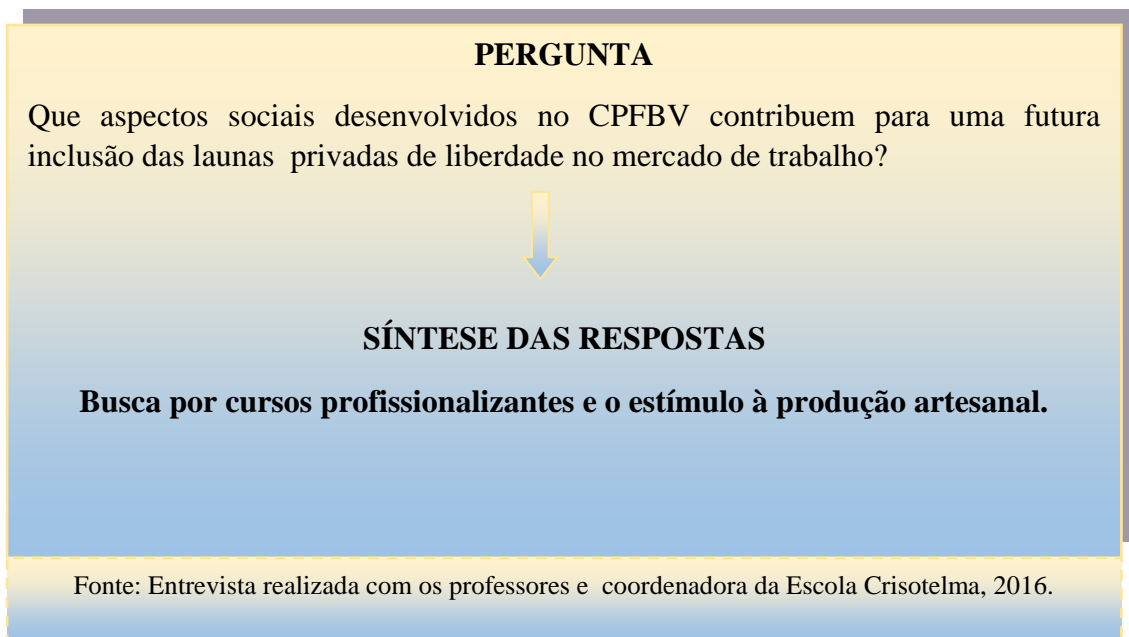 PERGUNTA
Que aspectos sociais desenvolvidos no CPFBV contribuem para uma futura
inclusão das launas privadas de liberdade no mercado de trabalho?
SÍNTESE DAS RESPOSTAS
Busca por cursos profissionalizantes e o estímulo à produção artesanal.
Fonte: Entrevista realizada com os professores e coordenadora da Escola Crisotelma, 2016.